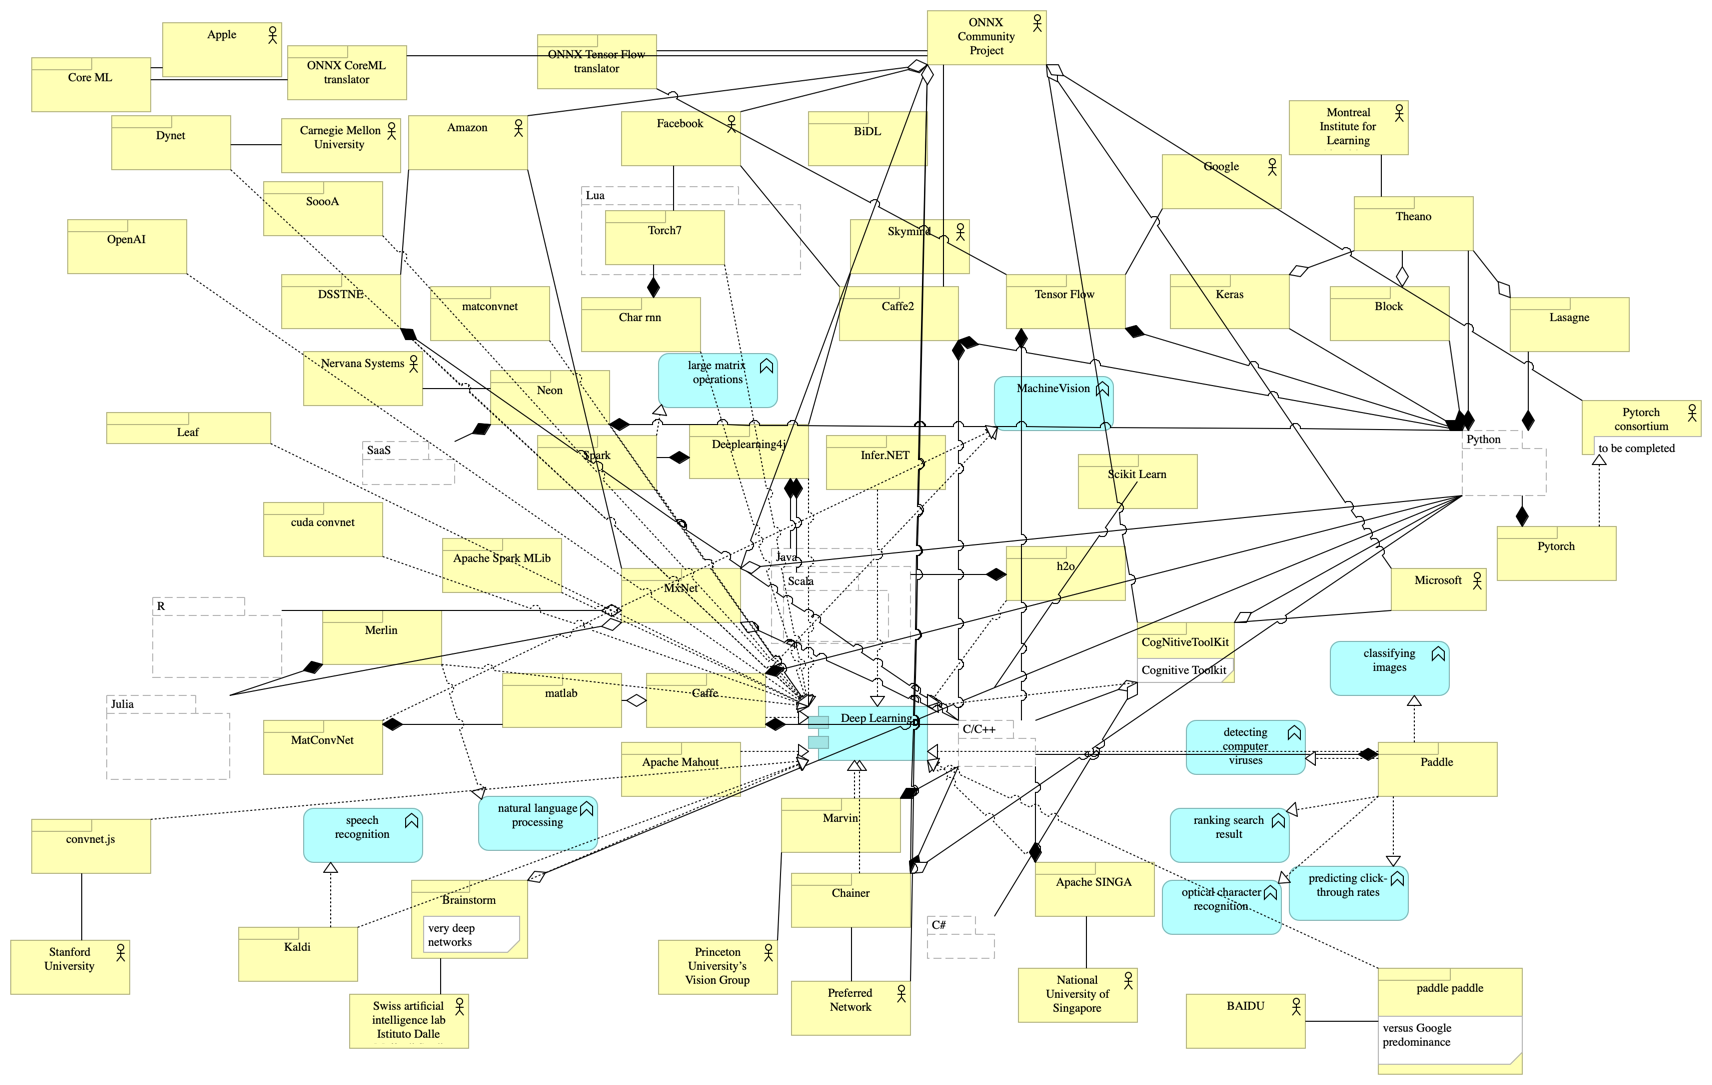 ONNX
Community
Project
Apple
Core ML
ONNX CoreML
translator
ONNX Tensor Flow
translator
Dynet
Carnegie Mellon
University
Amazon
Facebook
BiDL
Montreal
Institute for
Learning
Google
SoooA
Lua
Torch7
Theano
OpenAI
Skymind
DSSTNE
matconvnet
Char rnn
Caffe2
Tensor Flow
Keras
Block
Lasagne
Nervana Systems
Neon
large matrix
operations
MachineVision
Pytorch
consortium
to be completed
Leaf
SaaS
Spark
Deeplearning4j
Infer.NET
Scikit Learn
Python
cuda convnet
Apache Spark MLib
Java
Scala
h2o
Pytorch
MxNet
Microsoft
R
Merlin
CogNitiveToolKit
Cognitive Toolkit
classifying
images
Julia
matlab
Caffe
MatConvNet
Deep Learning
C/C++
detecting
computer
viruses
Paddle
Apache Mahout
convnet.js
speech
recognition
natural language
processing
Marvin
ranking search
result
Brainstorm
very deep
networks
Chainer
Apache SINGA
optical character
recognition
predicting click-
through rates
Kaldi
C#
Stanford
University
Princeton
University's
Vision Group
Preferred
Network
National
University of
Singapore
paddle paddle
versus Google
predominance
BAIDU
Swiss artificial
intelligence lab
Istituto Dalle